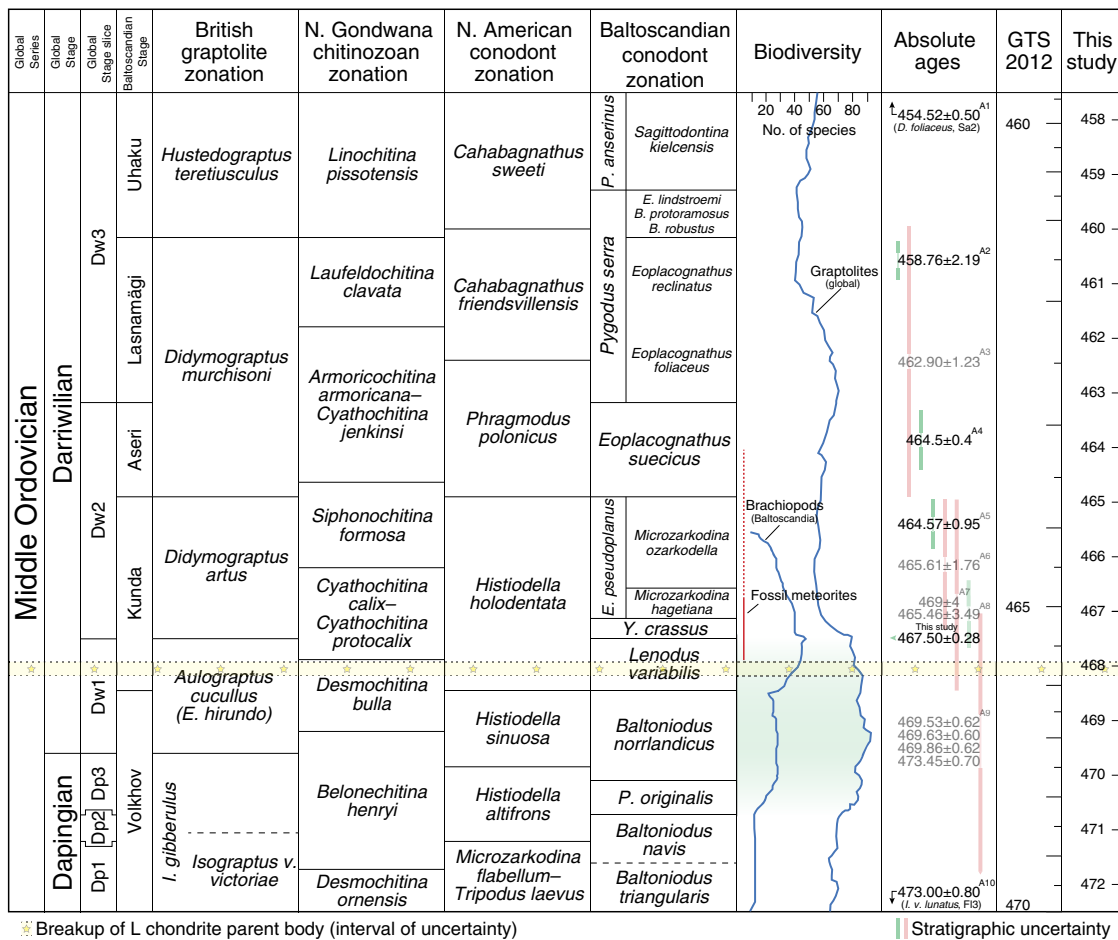 Global
Series
Global
Stage
Global
Stage slice
Baltoscandian
Stage
British
graptolite
zonation
N. Gondwana
chitinozoan
zonation
N. American
conodont
zonation
Baltoscandian
conodont
zonation
Biodiversity
Absolute
ages
GTS
2012
This
study
Middle Ordovician
Darriwilian
Dapingian
Dw3
Dw2
Dw1
Dp3
Dp2
Dp1
Uhaku
Lasnamägi
Aseri
Kunda
Volkhov
Hustedograptus
teretiusculus
Didymograptus
murchisoni
Didymograptus
artus
Aulograptus
cucullus
(E. hirundo)
I. gibberulus
Isograptus v.
victoriae
Linochitina
pissotensis
Laufeldochitina
clavata
Armoricochitina
armoricana–
Cyathochitina
jenkinsi
Siphonochitina
formosa
Cyathochitina
calix–
Cyathochitina
protocalix
Desmochitina
bulla
Belonechitina
henryi
Desmochitina
ornensis
Cahabagnathus
sweeti
Cahabagnathus
friendsvillensis
Phragmodus
polonicus
Histiodella
holodentata
Histiodella
sinuosa
Histiodella
altifrons
Microzarkodina
flabellum–
Tripodus laevus
P. anserinus
Sagittodontina
kielcensis
Pygodus serra
E. lindstroemi
B. protoramosus
B. robustus
Eoplacognathus
reclinatus
Eoplacognathus
foliaceus
Eoplacognathus
suecicus
E. pseudoplanus
Microzarkodina
ozarkodella
Microzarkodina
hagetiana
Y. crassus
Lenodus
variabilis
Baltoniodus
norrlandicus
P. originalis
Baltoniodus
navis
Baltoniodus
triangularis
20 40 60 80
No. of species
Graptolites
(global)
Brachiopods
(Baltoscandia)
Fossil meteorites
454.52±0.50 A1
(D. foliaceus, Sa2)
458.76±2.19 A2
462.90±1.23 A3
464.5±0.4 A4
464.57±0.95 A5
465.61±1.76 A6
469±4 A7
465.46±3.49 A8
This study
467.50±0.28
469.53±0.62 A9
469.63±0.60
469.86±0.62
473.45±0.70
473.00±0.80 A10
(I. v. lunatus, Fl3)
460
465
470
458
459
460
461
462
463
464
465
466
467
468
469
470
471
472
Breakup of L chondrite parent body (interval of uncertainty)
Stratigraphic uncertainty